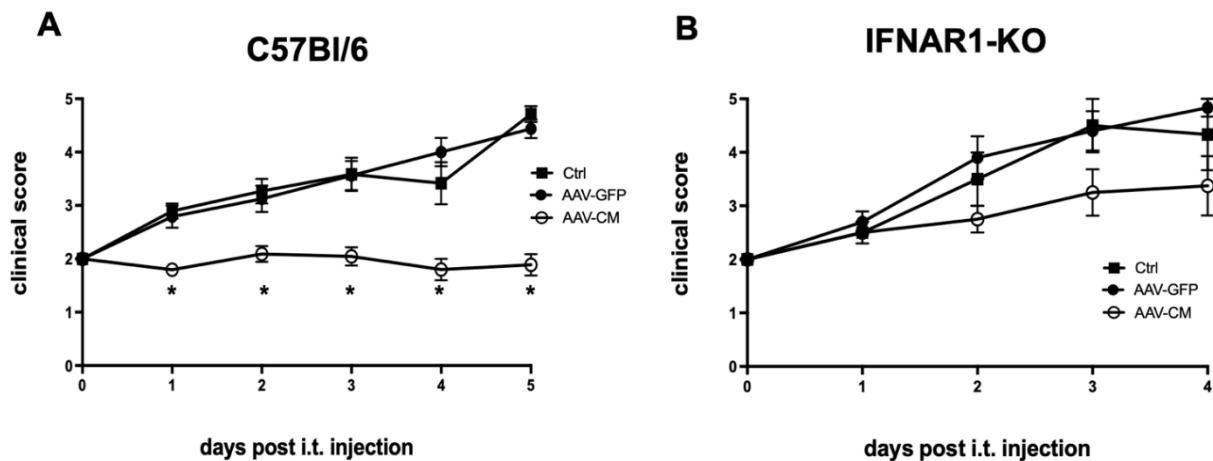 A
C57Bl/6
5
4
3
2
1
0
clinical score
Ctrl
AAV-GFP
AAV-CM
* * * * *
0 1 2 3 4 5
days post i.t. injection
B
IFNAR1-KO
5
4
3
2
1
0
clinical score
Ctrl
AAV-GFP
AAV-CM
0 1 2 3 4
days post i.t. injection